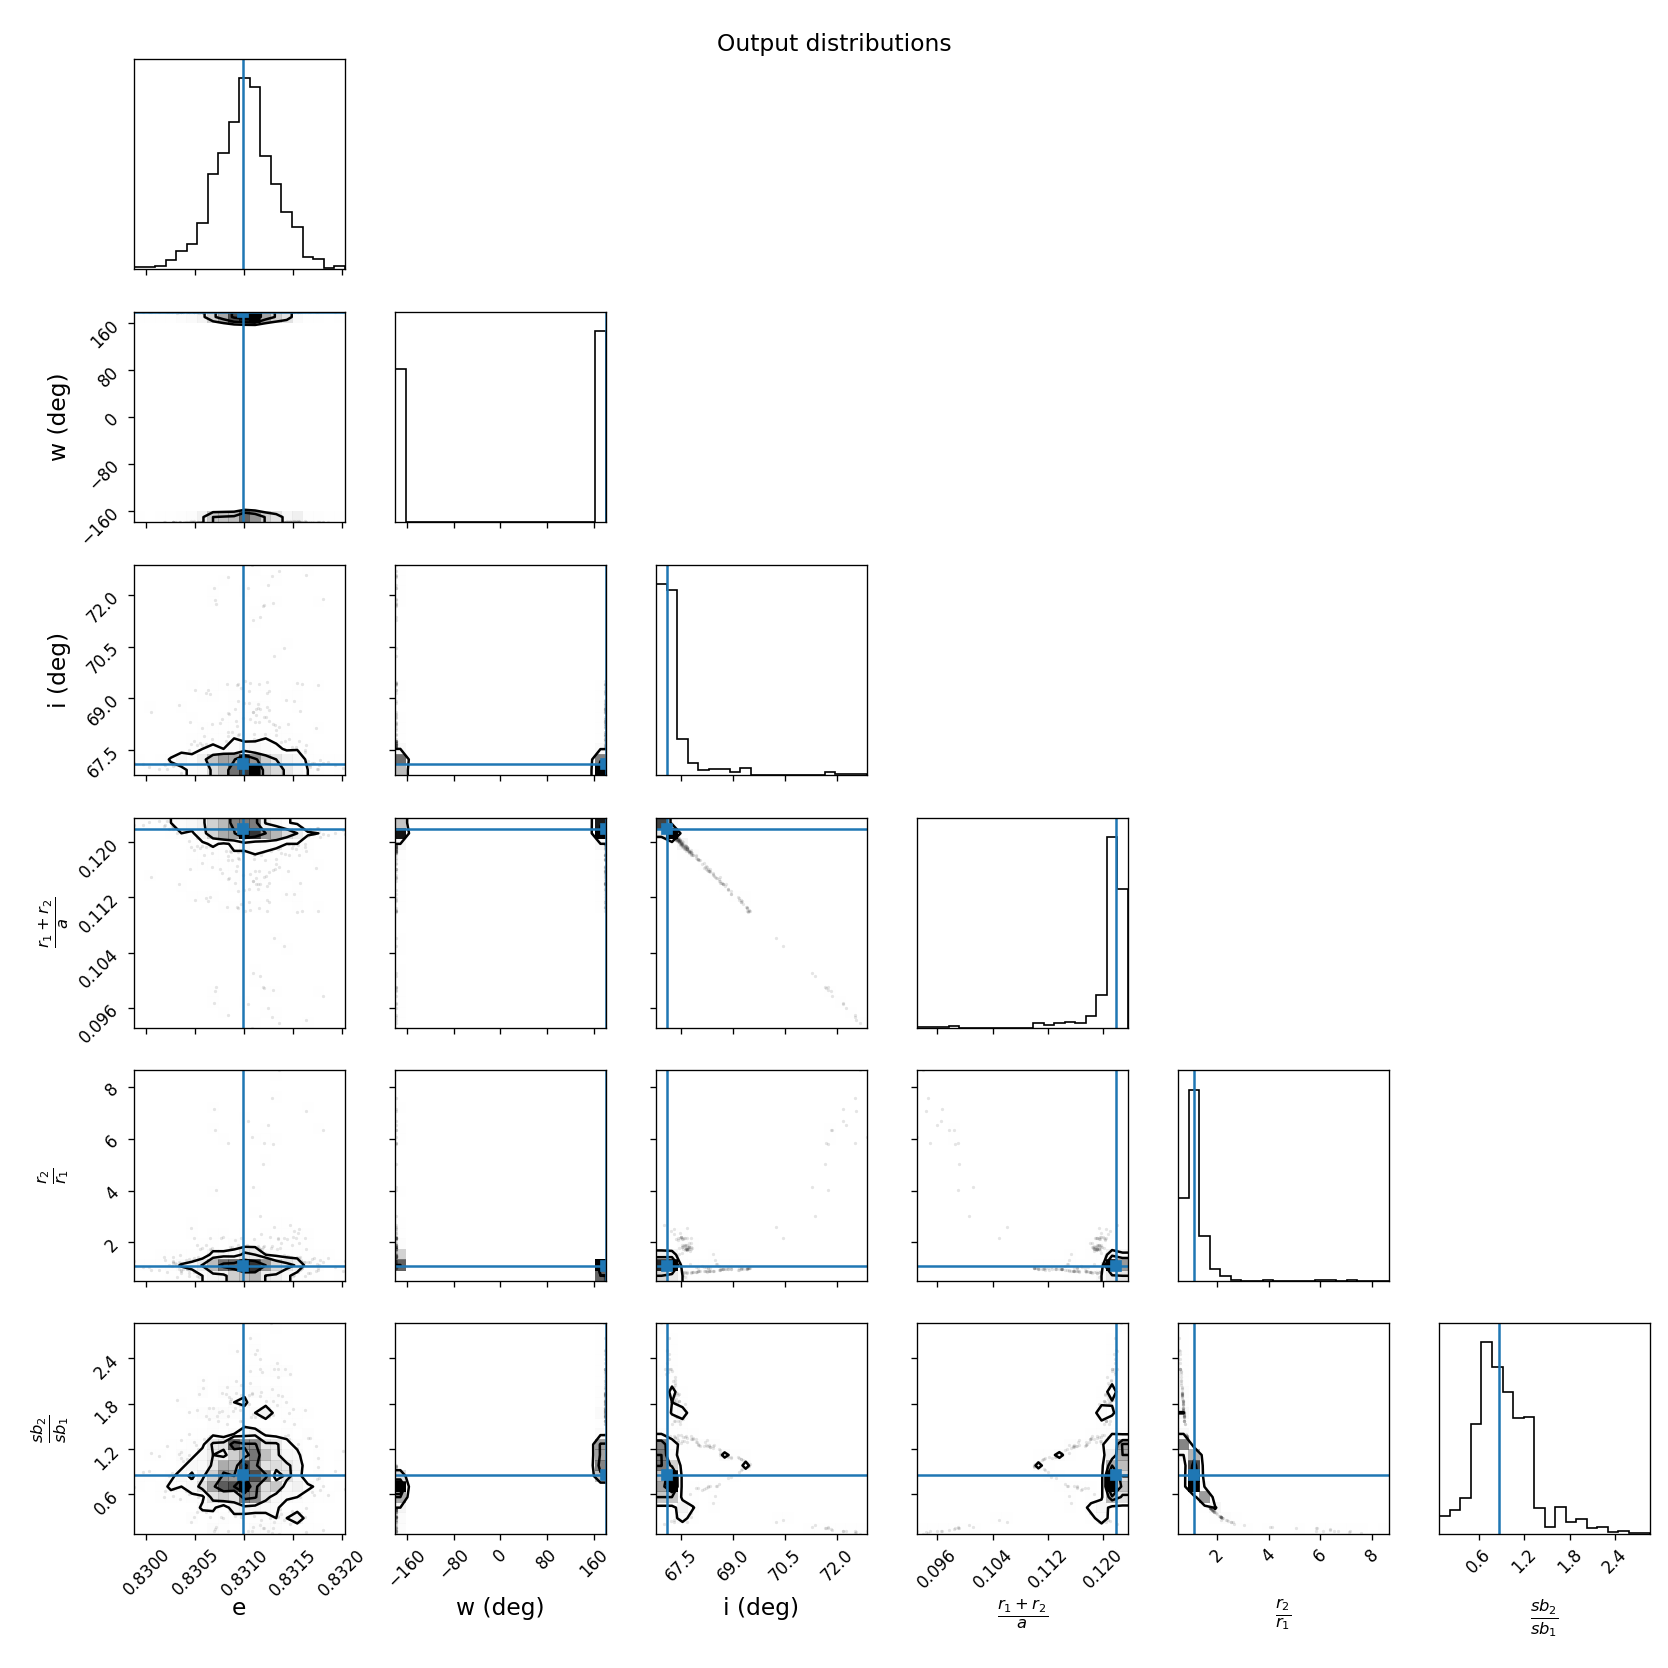 Output distributions
w (deg)
160
80
0
−80
−160
i (deg)
72.0
70.5
69.0
67.5
r₁ + r₂
a
0.120
0.112
0.104
0.096
r₂
r₁
8
6
4
2
sb₂
sb₁
2.4
1.8
1.2
0.6
0.8300 0.8305 0.8310 0.8315 0.8320 −160 −80 0 80 160 67.5 69.0 70.5 72.0 0.096 0.104 0.112 0.120 2 4 6 8 0.6 1.2 1.8 2.4
e w (deg) i (deg)
r₁ + r₂
a
r₂
r₁
sb₂
sb₁